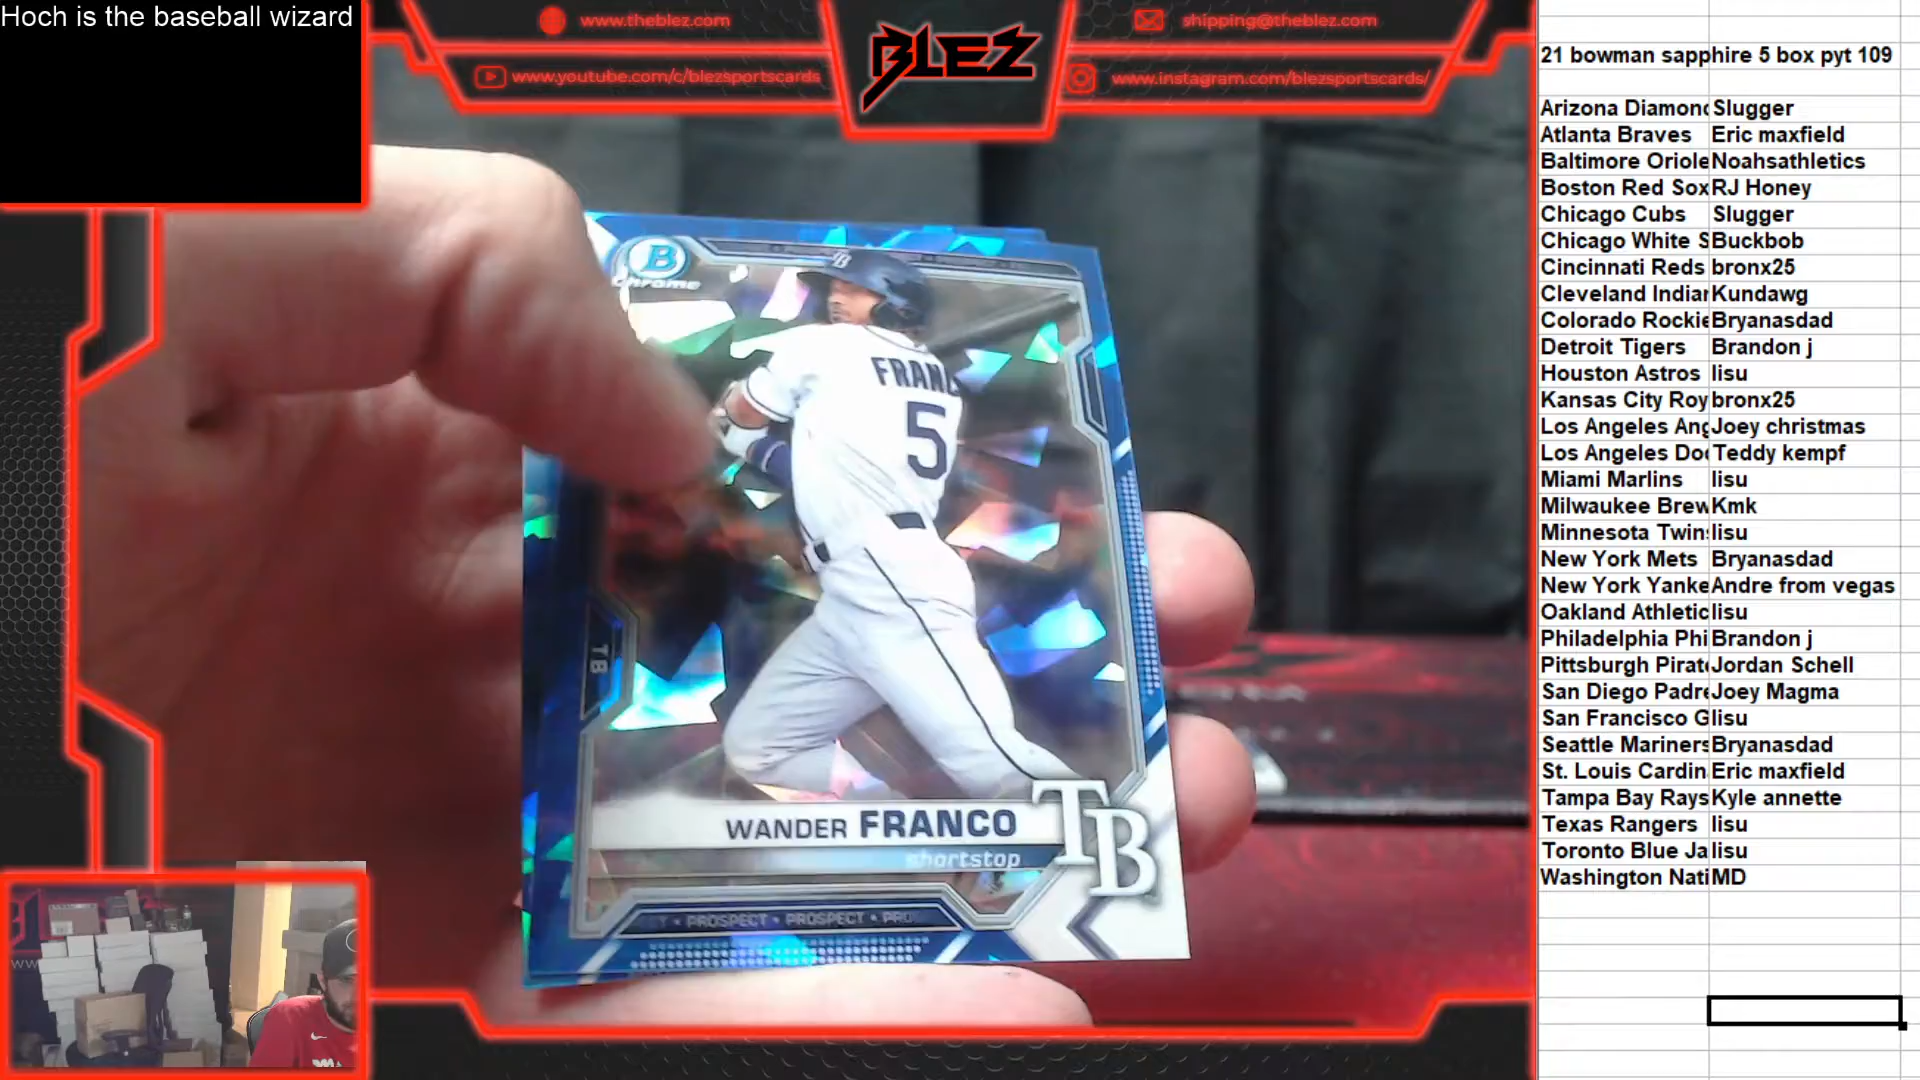 Hoch is the baseball wizard
www.theblez.com
shipping@theblez.com
BLEZ
www.youtube.com/c/blezsportscards
www.instagram.com/blezsportscards/
B
chrome
TB
FRAN
5
TB
WANDER FRANCO
shortstop
TB
PROSPECT • PROSPECT • PRO
21 bowman sapphire 5 box pyt 109
Arizona Diamond Slugger
Atlanta Braves Eric maxfield
Baltimore Oriole Noahsathletics
Boston Red Sox RJ Honey
Chicago Cubs Slugger
Chicago White S Buckbob
Cincinnati Reds bronx25
Cleveland Indian Kundawg
Colorado Rockie Bryanasdad
Detroit Tigers Brandon j
Houston Astros lisu
Kansas City Roy bronx25
Los Angeles Ang Joey christmas
Los Angeles Dod Teddy kempf
Miami Marlins lisu
Milwaukee Brew Kmk
Minnesota Twins lisu
New York Mets Bryanasdad
New York Yanke Andre from vegas
Oakland Athletic lisu
Philadelphia Phi Brandon j
Pittsburgh Pirate Jordan Schell
San Diego Padre Joey Magma
San Francisco G lisu
Seattle Mariners Bryanasdad
St. Louis Cardin Eric maxfield
Tampa Bay Rays Kyle annette
Texas Rangers lisu
Toronto Blue Ja lisu
Washington Nati MD